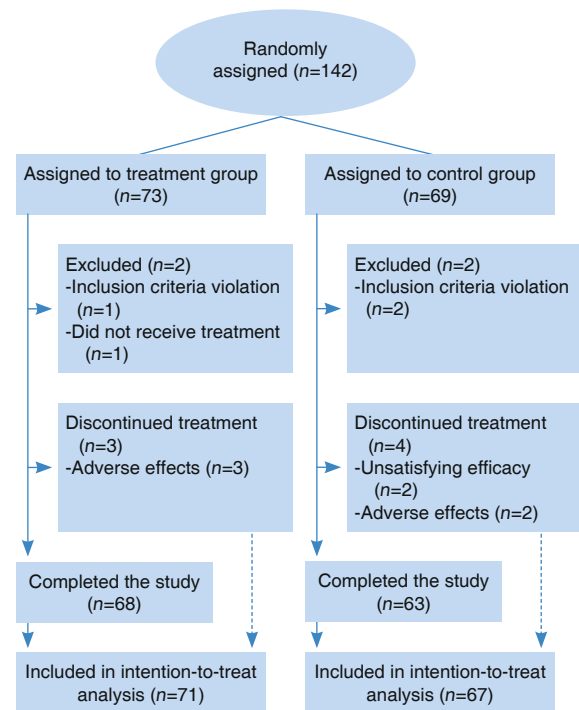 Randomly
assigned (n=142)
Assigned to treatment group
(n=73)
Excluded (n=2)
-Inclusion criteria violation
(n=1)
-Did not receive treatment
(n=1)
Discontinued treatment
(n=3)
-Adverse effects (n=3)
Completed the study
(n=68)
Included in intention-to-treat
analysis (n=71)
Assigned to control group
(n=69)
Excluded (n=2)
-Inclusion criteria violation
(n=2)
Discontinued treatment
(n=4)
-Unsatisfying efficacy
(n=2)
-Adverse effects (n=2)
Completed the study
(n=63)
Included in intention-to-treat
analysis (n=67)